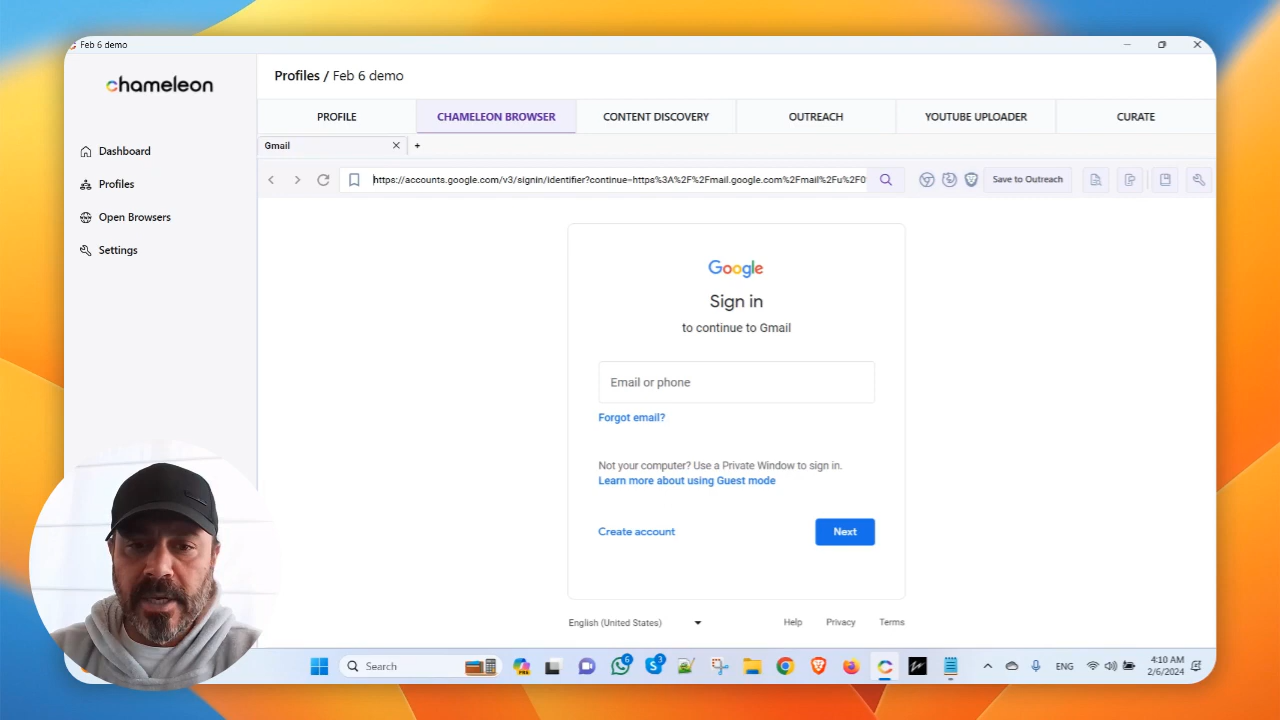 Feb 6 demo
chameleon
Profiles / Feb 6 demo
PROFILE
CHAMELEON BROWSER
CONTENT DISCOVERY
OUTREACH
YOUTUBE UPLOADER
CURATE
Gmail
https://accounts.google.com/v3/signin/identifier?continue=https%3A%2F%2Fmail.google.com%2Fmail%2Fu%2F0
Save to Outreach
Dashboard
Profiles
Open Browsers
Settings
Google
Sign in
to continue to Gmail
Email or phone
Forgot email?
Not your computer? Use a Private Window to sign in.
Learn more about using Guest mode
Create account
Next
English (United States)
Help
Privacy
Terms
Search
PRE
6
3
ENG
4:10 AM
2/6/2024